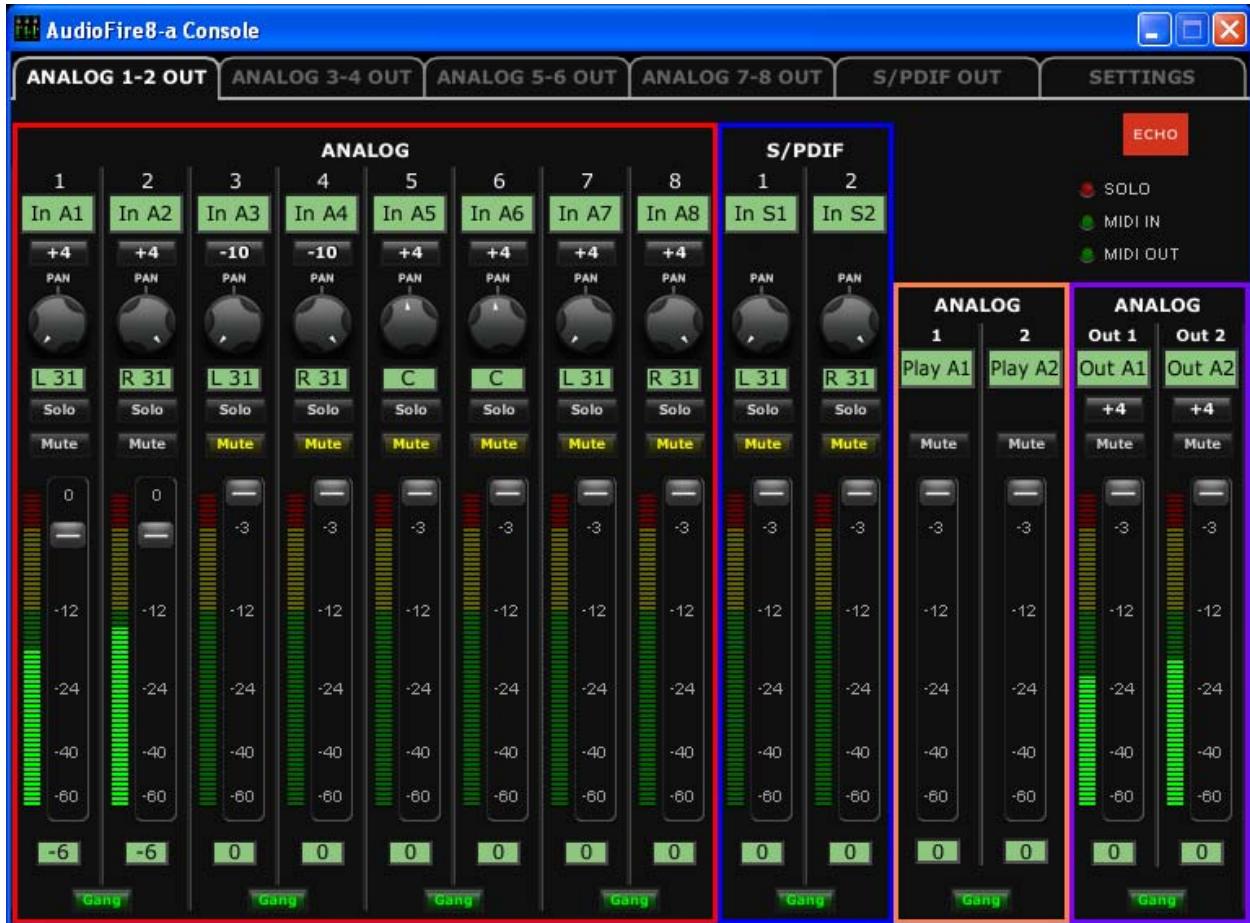 AudioFire8-a Console
ANALOG 1-2 OUT ANALOG 3-4 OUT ANALOG 5-6 OUT ANALOG 7-8 OUT S/PDIF OUT SETTINGS
ECHO
SOLO
MIDI IN
MIDI OUT
ANALOG S/PDIF
1 2 3 4 5 6 7 8 1 2
In A1 In A2 In A3 In A4 In A5 In A6 In A7 In A8 In S1 In S2
+4 +4 -10 -10 +4 +4 +4 +4
PAN PAN PAN PAN PAN PAN PAN PAN PAN PAN
ANALOG ANALOG
1 2 Out 1 Out 2
Play A1 Play A2 Out A1 Out A2
L 31 R 31 L 31 R 31 C C L 31 R 31 L 31 R 31
Solo Solo Solo Solo Solo Solo Solo Solo Solo Solo +4 +4
Mute Mute Mute Mute Mute Mute Mute Mute Mute Mute Mute Mute Mute Mute
0 0
-3 -3 -3 -3 -3 -3 -3 -3 -3 -3 -3 -3
-12 -12 -12 -12 -12 -12 -12 -12 -12 -12 -12 -12 -12 -12
-24 -24 -24 -24 -24 -24 -24 -24 -24 -24 -24 -24 -24 -24
-40 -40 -40 -40 -40 -40 -40 -40 -40 -40 -40 -40 -40 -40
-60 -60 -60 -60 -60 -60 -60 -60 -60 -60 -60 -60 -60 -60
-6 -6 0 0 0 0 0 0 0 0 0 0 0 0
Gang Gang Gang Gang Gang Gang Gang